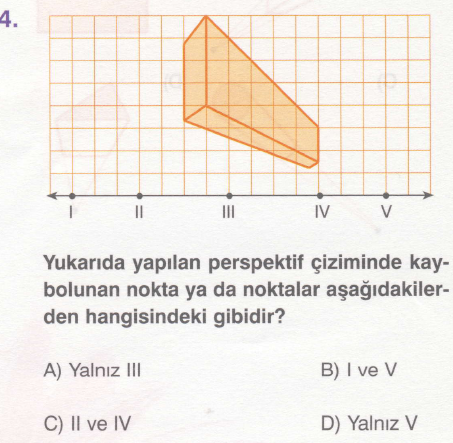 4.
I II III IV V
Yukarıda yapılan perspektif çiziminde kay-
bolunan nokta ya da noktalar aşağıdakiler-
den hangisindeki gibidir?
A) Yalnız III B) I ve V
C) II ve IV D) Yalnız V